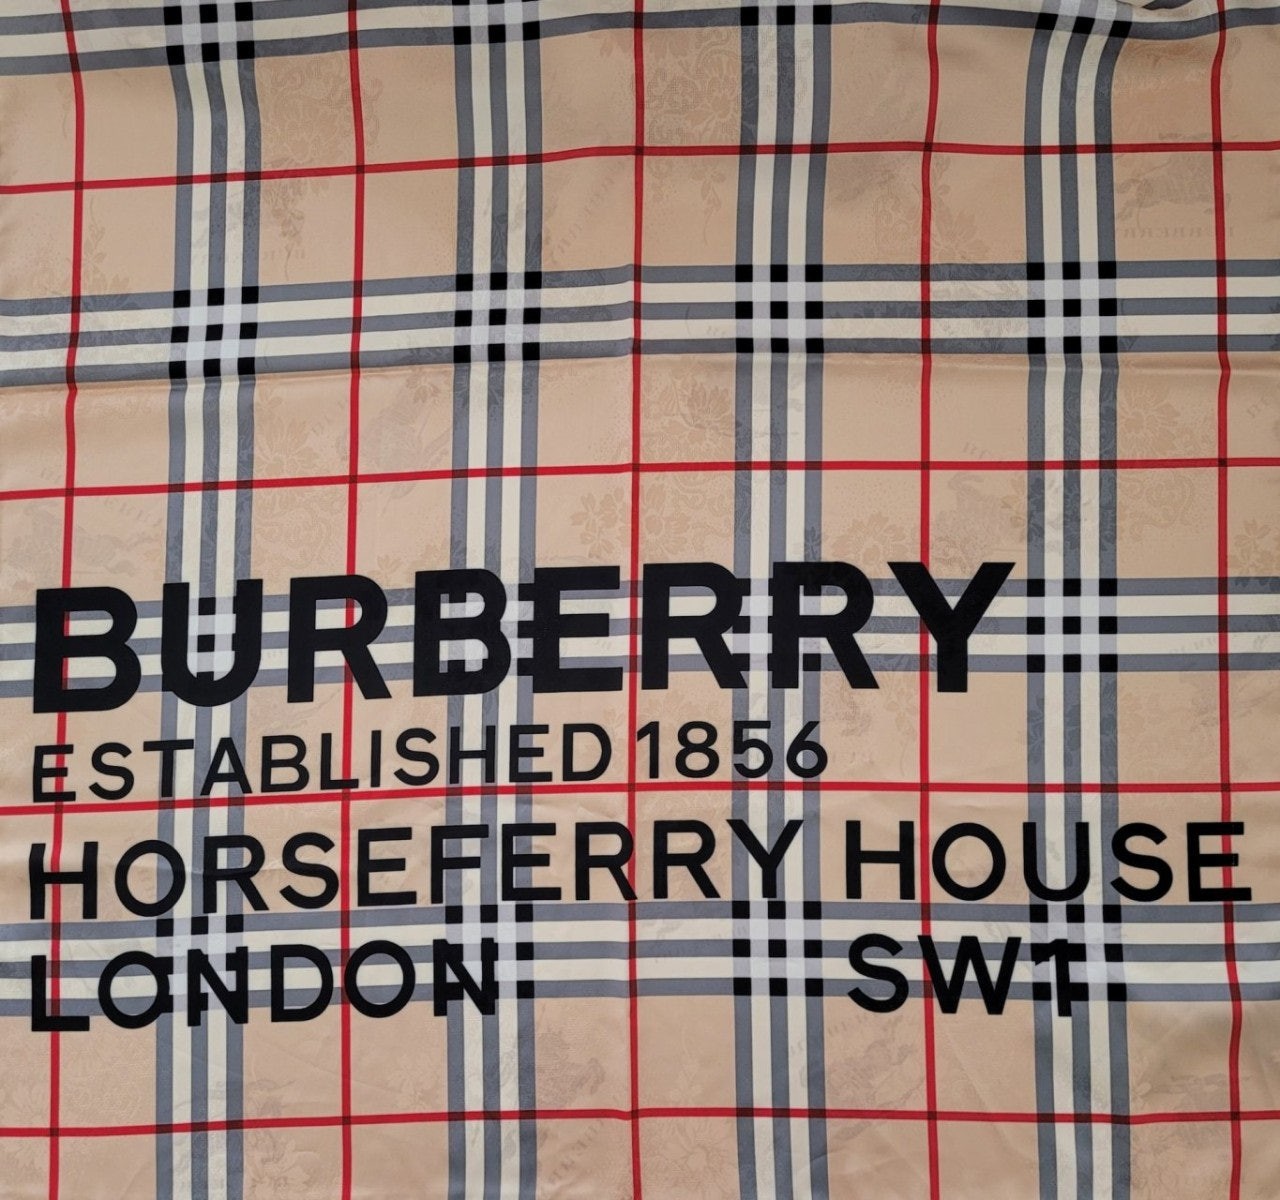 BURBERRY
ESTABLISHED 1856
HORSEFERRY HOUSE
LONDON SW1